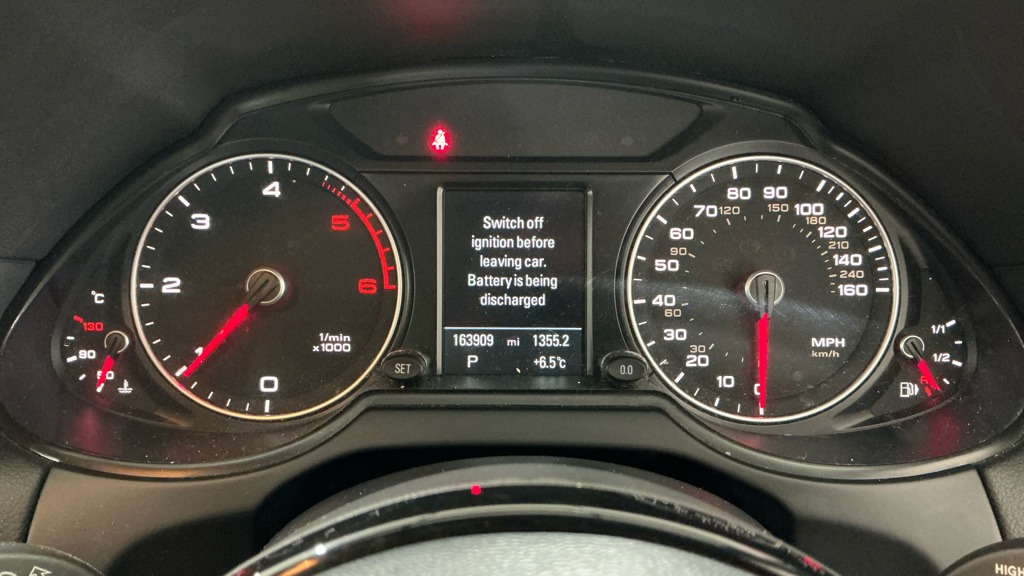 4
3
5
2
6
1
0
1/min
x1000
°C
130
90
50
Switch off
ignition before
leaving car.
Battery is being
discharged
163909 mi 1355.2
P +6.5°C
SET
0.0
80 90
70 120 150 100
60 180 120
90 210
50 140
240
40 160
60
30
30
20
10
0
MPH
km/h
1/1
1/2
HIGH